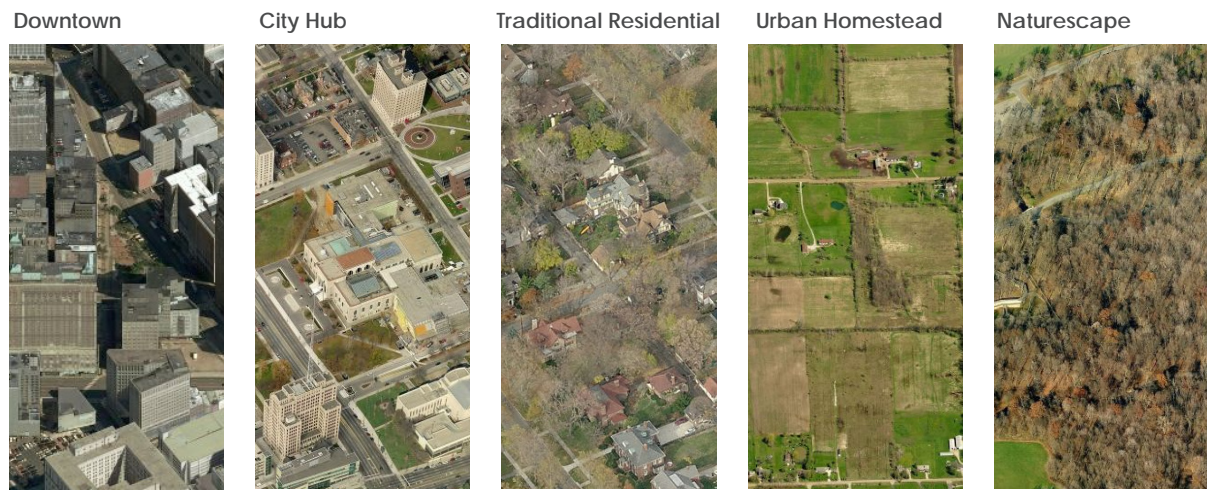 Downtown
City Hub
Traditional Residential
Urban Homestead
Naturescape